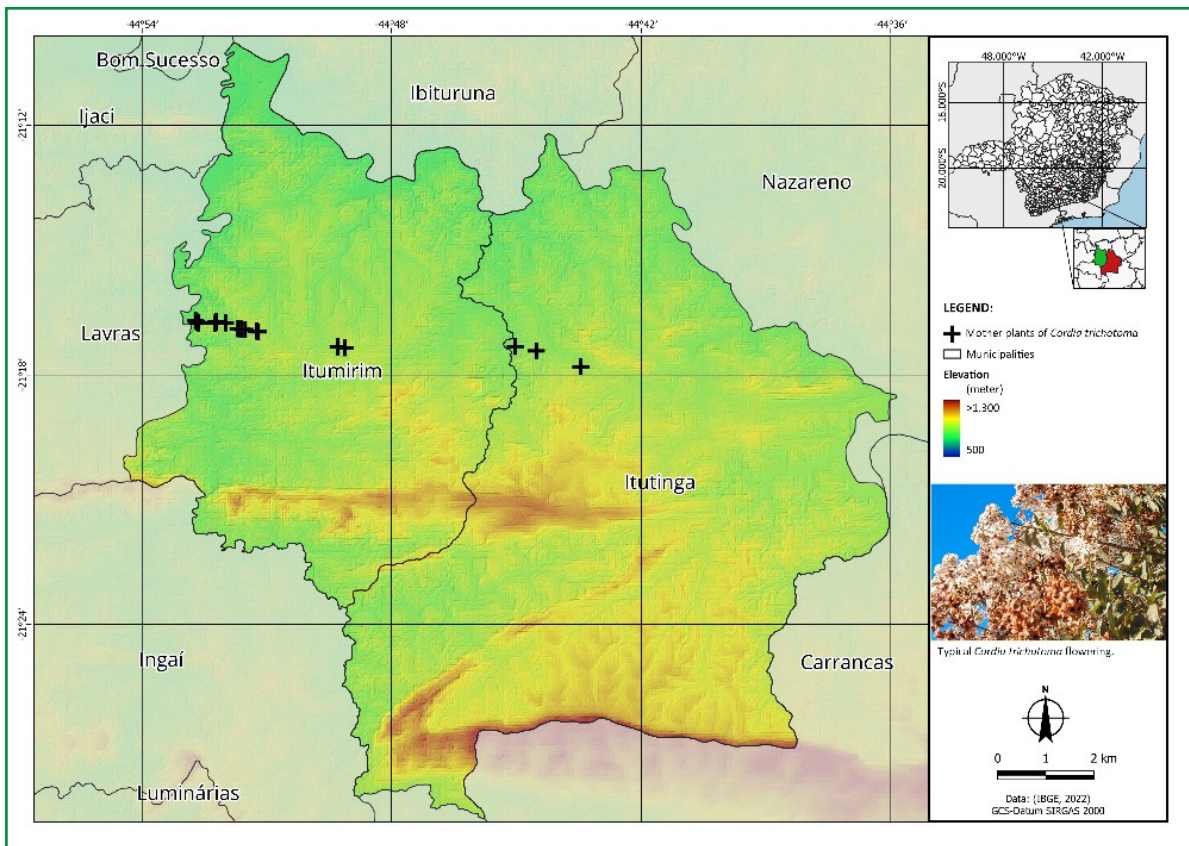 -44°54' -44°48' -44°42' -44°36'
Bom Sucesso
Ibituruna
Ijaci
-21°12'
Nazareno
Lavras
Itumirim
-21°18'
Itutinga
-21°24'
Ingaí
Carrancas
Luminárias
48.000°W 42.000°W
16.000°S
20.000°S
LEGEND:
Mother plants of Cordia trichotoma
Municipalities
Elevation
(meter)
>1.300
500
Typical Cordia trichotoma flowering.
N
0 1 2 km
Data: (IBGE, 2022)
GCS-Datum SIRGAS 2000